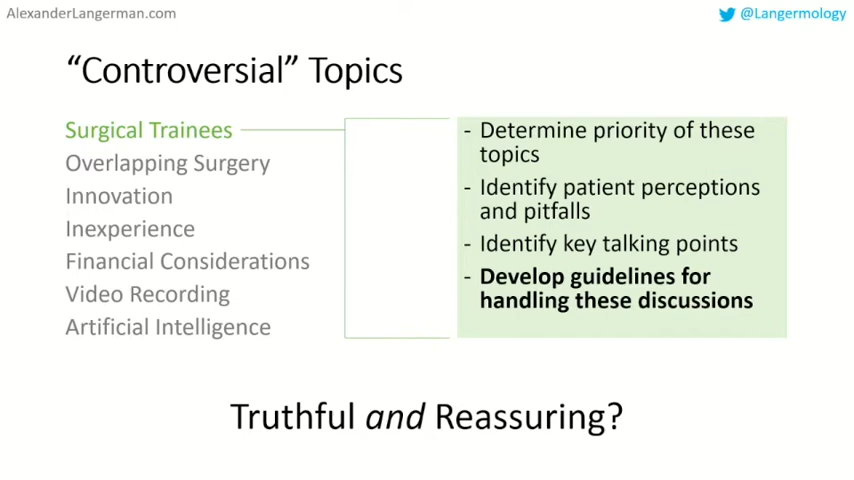 AlexanderLangerman.com
@Langermology
“Controversial” Topics
Surgical Trainees
Overlapping Surgery
Innovation
Inexperience
Financial Considerations
Video Recording
Artificial Intelligence
- Determine priority of these
topics
- Identify patient perceptions
and pitfalls
- Identify key talking points
- Develop guidelines for
handling these discussions
Truthful and Reassuring?